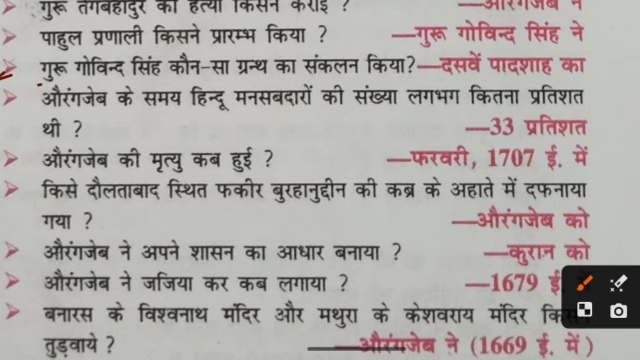 गुरू तेगबहादुर की हत्या किसने कराई ? —औरंगजेब ने
पाहुल प्रणाली किसने प्रारम्भ किया ? —गुरू गोविन्द सिंह ने
गुरू गोविन्द सिंह कौन-सा ग्रन्थ का संकलन किया?—दसवें पादशाह का
औरंगजेब के समय हिन्दू मनसबदारों की संख्या लगभग कितना प्रतिशत
थी ? —33 प्रतिशत
औरंगजेब की मृत्यु कब हुई ? —फरवरी, 1707 ई. में
किसे दौलताबाद स्थित फकीर बुरहानुद्दीन की कब्र के अहाते में दफनाया
गया ? —औरंगजेब को
औरंगजेब ने अपने शासन का आधार बनाया ? —कुरान को
औरंगजेब ने जजिया कर कब लगाया ? —1679 ई.
बनारस के विश्वनाथ मंदिर और मथुरा के केशवराय मंदिर
तुड़वाये ? —औरंगजेब ने (1669 ई. में )